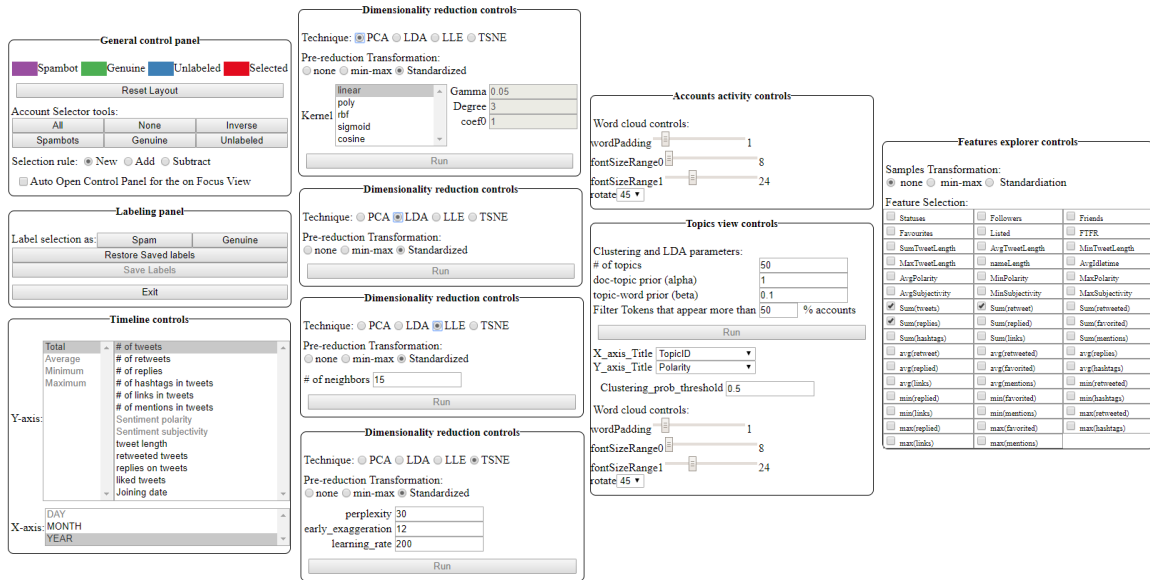 General control panel
Spambot Genuine Unlabeled Selected
Reset Layout
Account Selector tools:
All None Inverse
Spambots Genuine Unlabeled
Selection rule: New Add Subtract
Auto Open Control Panel for the on Focus View
Labeling panel
Label selection as: Spam Genuine
Restore Saved labels
Save Labels
Exit
Timeline controls
Y-axis:
Total
Average
Minimum
Maximum
# of tweets
# of retweets
# of replies
# of hashtags in tweets
# of links in tweets
# of mentions in tweets
Sentiment polarity
Sentiment subjectivity
tweet length
retweeted tweets
replies on tweets
liked tweets
Joining date
X-axis:
DAY
MONTH
YEAR
Dimensionality reduction controls
Technique: PCA LDA LLE TSNE
Pre-reduction Transformation:
none min-max Standardized
Kernel
linear
poly
rbf
sigmoid
cosine
Gamma 0.05
Degree 3
coef0 1
Run
Dimensionality reduction controls
Technique: PCA LDA LLE TSNE
Pre-reduction Transformation:
none min-max Standardized
Run
Dimensionality reduction controls
Technique: PCA LDA LLE TSNE
Pre-reduction Transformation:
none min-max Standardized
# of neighbors 15
Run
Dimensionality reduction controls
Technique: PCA LDA LLE TSNE
Pre-reduction Transformation:
none min-max Standardized
perplexity 30
early_exaggeration 12
learning_rate 200
Run
Accounts activity controls
Word cloud controls:
wordPadding 1
fontSizeRange0 8
fontSizeRange1 24
rotate 45
Topics view controls
Clustering and LDA parameters:
# of topics 50
doc-topic prior (alpha) 1
topic-word prior (beta) 0.1
Filter Tokens that appear more than 50 % accounts
Run
X_axis_Title TopicID
Y_axis_Title Polarity
Clustering_prob_threshold 0.5
Word cloud controls:
wordPadding 1
fontSizeRange0 8
fontSizeRange1 24
rotate 45
Features explorer controls
Samples Transformation:
none min-max Standardiation
Feature Selection:
Statuses Followers Friends
Favourites Listed FTFR
SumTweetLength AvgTweetLength MinTweetLength
MaxTweetLength nameLength AvgIdletime
AvgPolarity MinPolarity MaxPolarity
AvgSubjectivity MinSubjectivity MaxSubjectivity
Sum(tweets) Sum(retweet) Sum(retweeted)
Sum(replies) Sum(replied) Sum(favorited)
Sum(hashtags) Sum(links) Sum(mentions)
avg(retweet) avg(retweeted) avg(replies)
avg(replied) avg(favorited) avg(hashtags)
avg(links) avg(mentions) min(retweeted)
min(replied) min(favorited) min(hashtags)
min(links) min(mentions) max(retweeted)
max(replied) max(favorited) max(hashtags)
max(links) max(mentions)